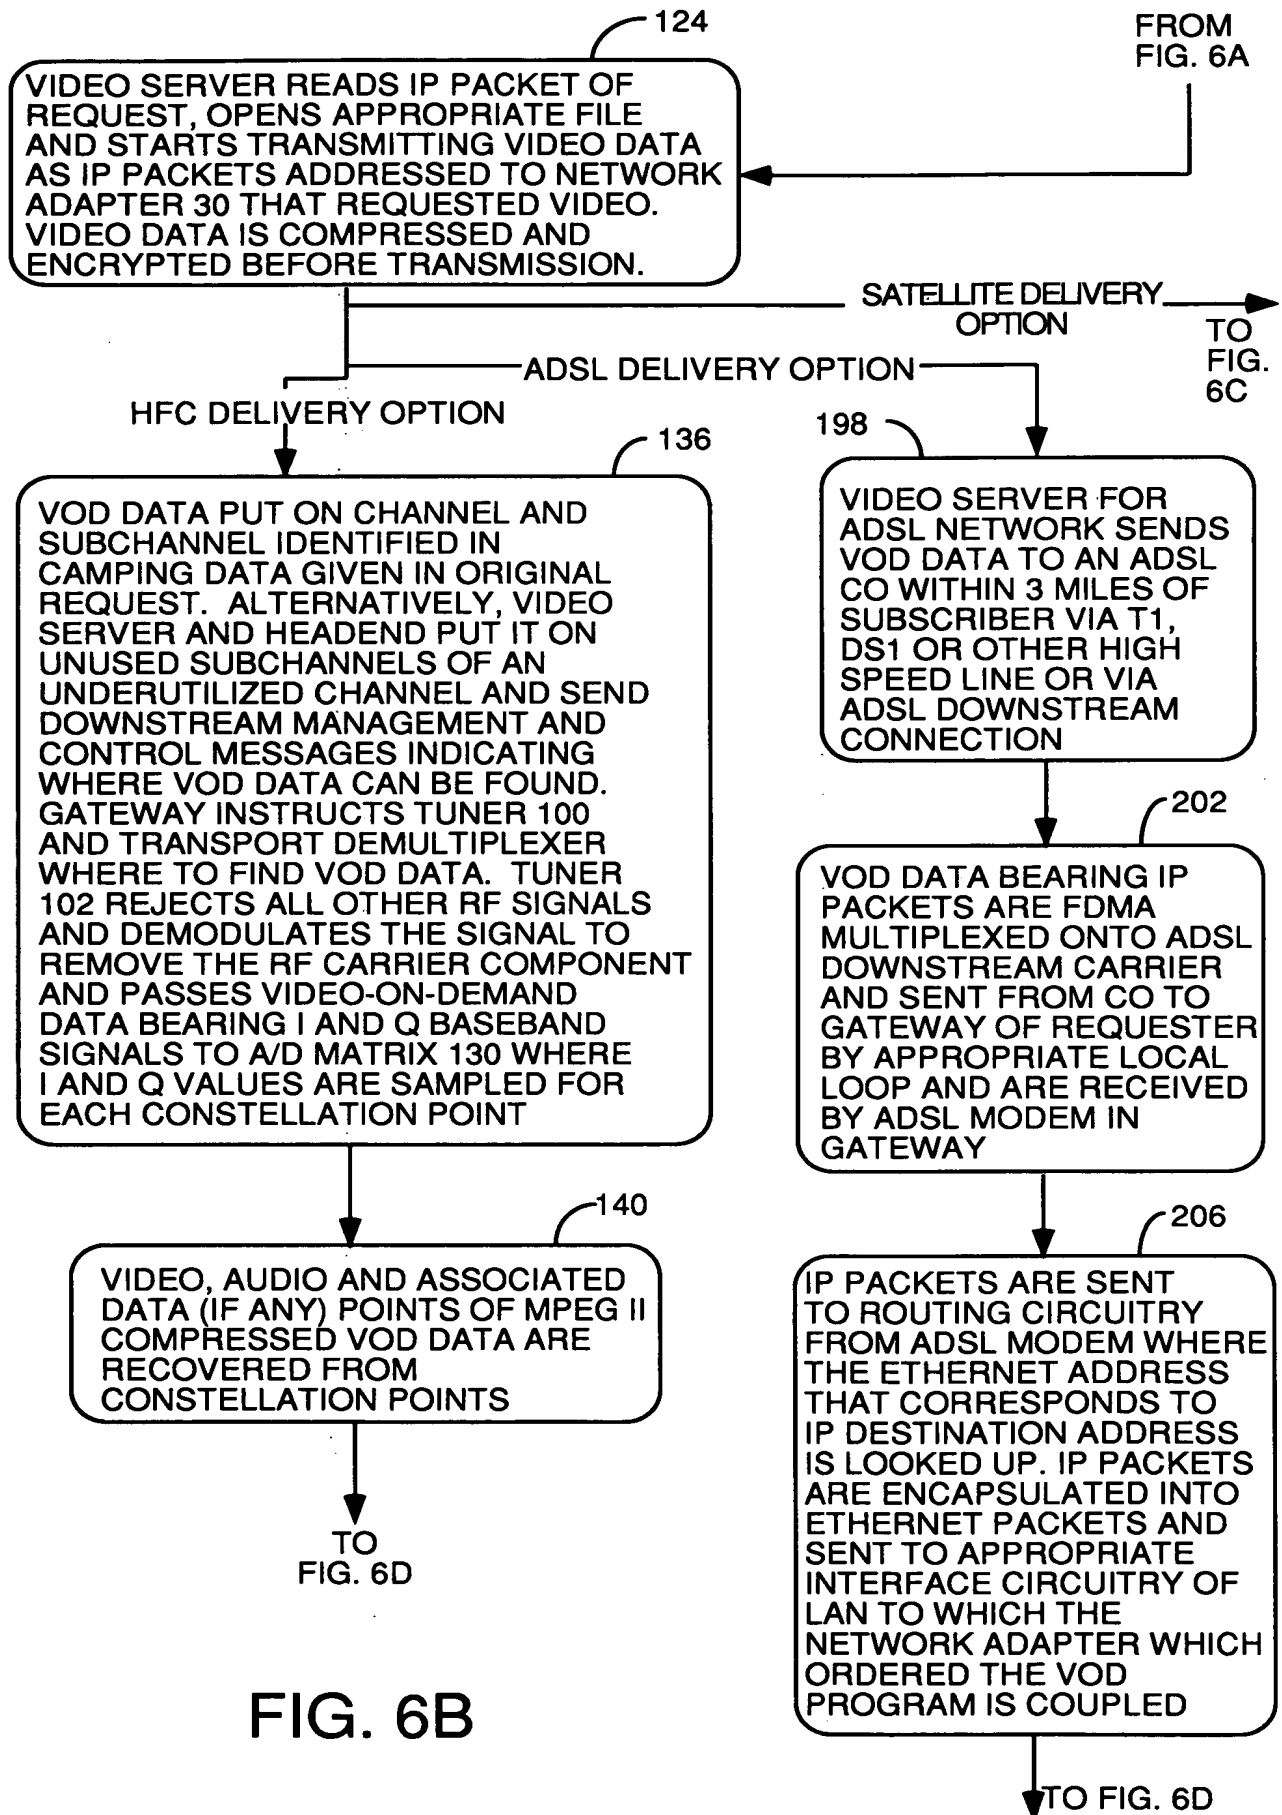 124
FROM
FIG. 6A
VIDEO SERVER READS IP PACKET OF
REQUEST, OPENS APPROPRIATE FILE
AND STARTS TRANSMITTING VIDEO DATA
AS IP PACKETS ADDRESSED TO NETWORK
ADAPTER 30 THAT REQUESTED VIDEO.
VIDEO DATA IS COMPRESSED AND
ENCRYPTED BEFORE TRANSMISSION.
SATELLITE DELIVERY
OPTION
TO
FIG.
6C
ADSL DELIVERY OPTION
HFC DELIVERY OPTION
136
VOD DATA PUT ON CHANNEL AND
SUBCHANNEL IDENTIFIED IN
CAMPING DATA GIVEN IN ORIGINAL
REQUEST. ALTERNATIVELY, VIDEO
SERVER AND HEADEND PUT IT ON
UNUSED SUBCHANNELS OF AN
UNDERUTILIZED CHANNEL AND SEND
DOWNSTREAM MANAGEMENT AND
CONTROL MESSAGES INDICATING
WHERE VOD DATA CAN BE FOUND.
GATEWAY INSTRUCTS TUNER 100
AND TRANSPORT DEMULTIPLEXER
WHERE TO FIND VOD DATA. TUNER
102 REJECTS ALL OTHER RF SIGNALS
AND DEMODULATES THE SIGNAL TO
REMOVE THE RF CARRIER COMPONENT
AND PASSES VIDEO-ON-DEMAND
DATA BEARING I AND Q BASEBAND
SIGNALS TO A/D MATRIX 130 WHERE
I AND Q VALUES ARE SAMPLED FOR
EACH CONSTELLATION POINT
140
VIDEO, AUDIO AND ASSOCIATED
DATA (IF ANY) POINTS OF MPEG II
COMPRESSED VOD DATA ARE
RECOVERED FROM
CONSTELLATION POINTS
TO
FIG. 6D
198
VIDEO SERVER FOR
ADSL NETWORK SENDS
VOD DATA TO AN ADSL
CO WITHIN 3 MILES OF
SUBSCRIBER VIA T1,
DS1 OR OTHER HIGH
SPEED LINE OR VIA
ADSL DOWNSTREAM
CONNECTION
202
VOD DATA BEARING IP
PACKETS ARE FDMA
MULTIPLEXED ONTO ADSL
DOWNSTREAM CARRIER
AND SENT FROM CO TO
GATEWAY OF REQUESTER
BY APPROPRIATE LOCAL
LOOP AND ARE RECEIVED
BY ADSL MODEM IN
GATEWAY
206
IP PACKETS ARE SENT
TO ROUTING CIRCUITRY
FROM ADSL MODEM WHERE
THE ETHERNET ADDRESS
THAT CORRESPONDS TO
IP DESTINATION ADDRESS
IS LOOKED UP. IP PACKETS
ARE ENCAPSULATED INTO
ETHERNET PACKETS AND
SENT TO APPROPRIATE
INTERFACE CIRCUITRY OF
LAN TO WHICH THE
NETWORK ADAPTER WHICH
ORDERED THE VOD
PROGRAM IS COUPLED
TO FIG. 6D
FIG. 6B